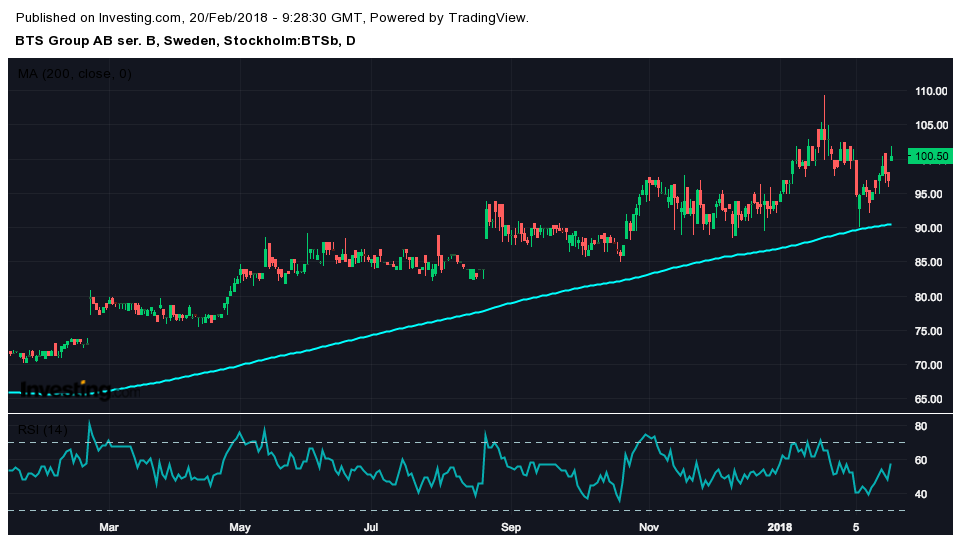 Published on Investing.com, 20/Feb/2018 - 9:28:30 GMT, Powered by TradingView.
BTS Group AB ser. B, Sweden, Stockholm:BTSb, D
MA (200, close, 0)
110.00
105.00
100.50
95.00
90.00
85.00
80.00
75.00
70.00
65.00
Investing.com
RSI (14)
80
60
40
Mar May Jul Sep Nov 2018 5